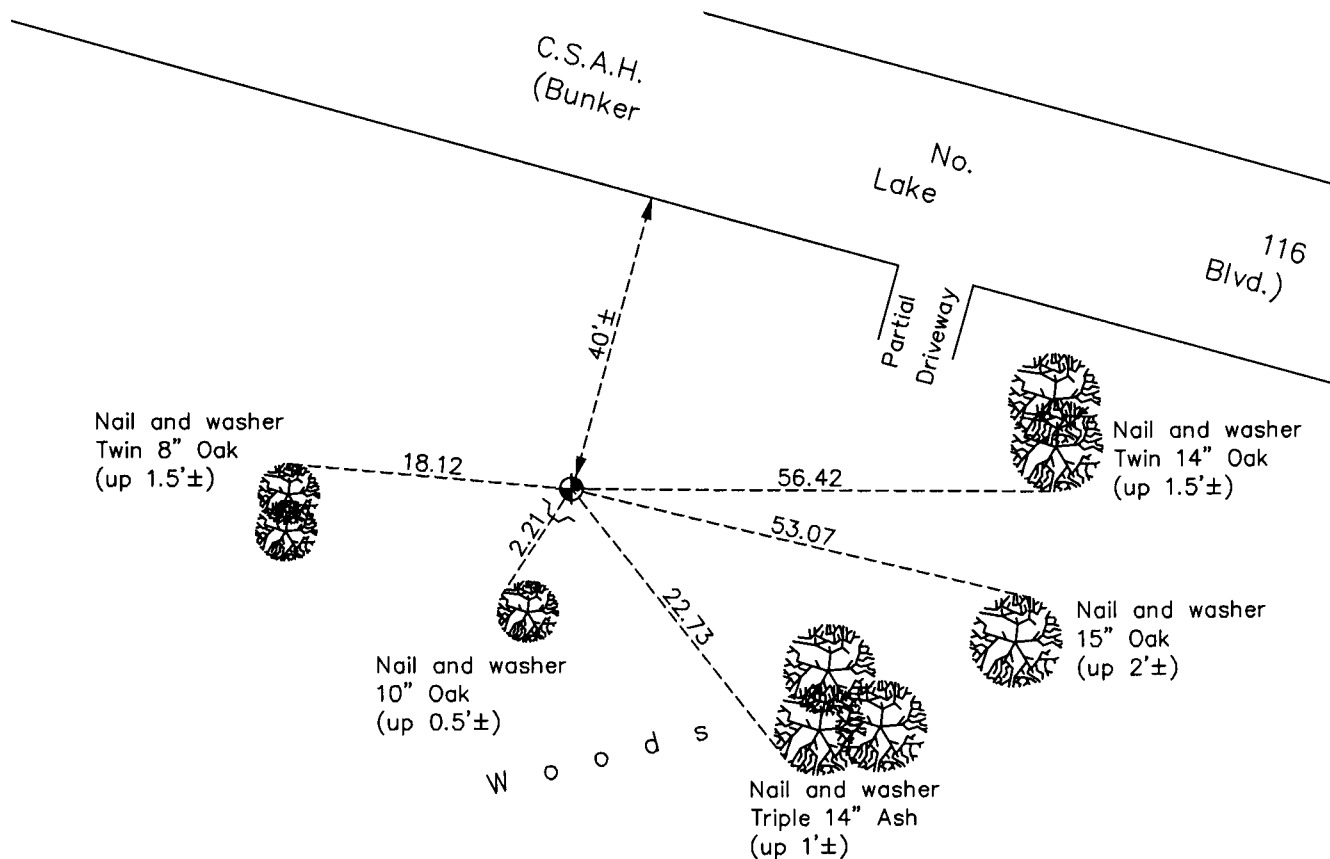 C.S.A.H. No. 116
(Bunker Lake Blvd.)
40'±
Partial
Driveway
Nail and washer
Twin 8" Oak
(up 1.5'±)
18.12
56.42
Nail and washer
Twin 14" Oak
(up 1.5'±)
2.21
53.07
22.73
Nail and washer
10" Oak
(up 0.5'±)
Nail and washer
15" Oak
(up 2'±)
Woods
Nail and washer
Triple 14" Ash
(up 1'±)